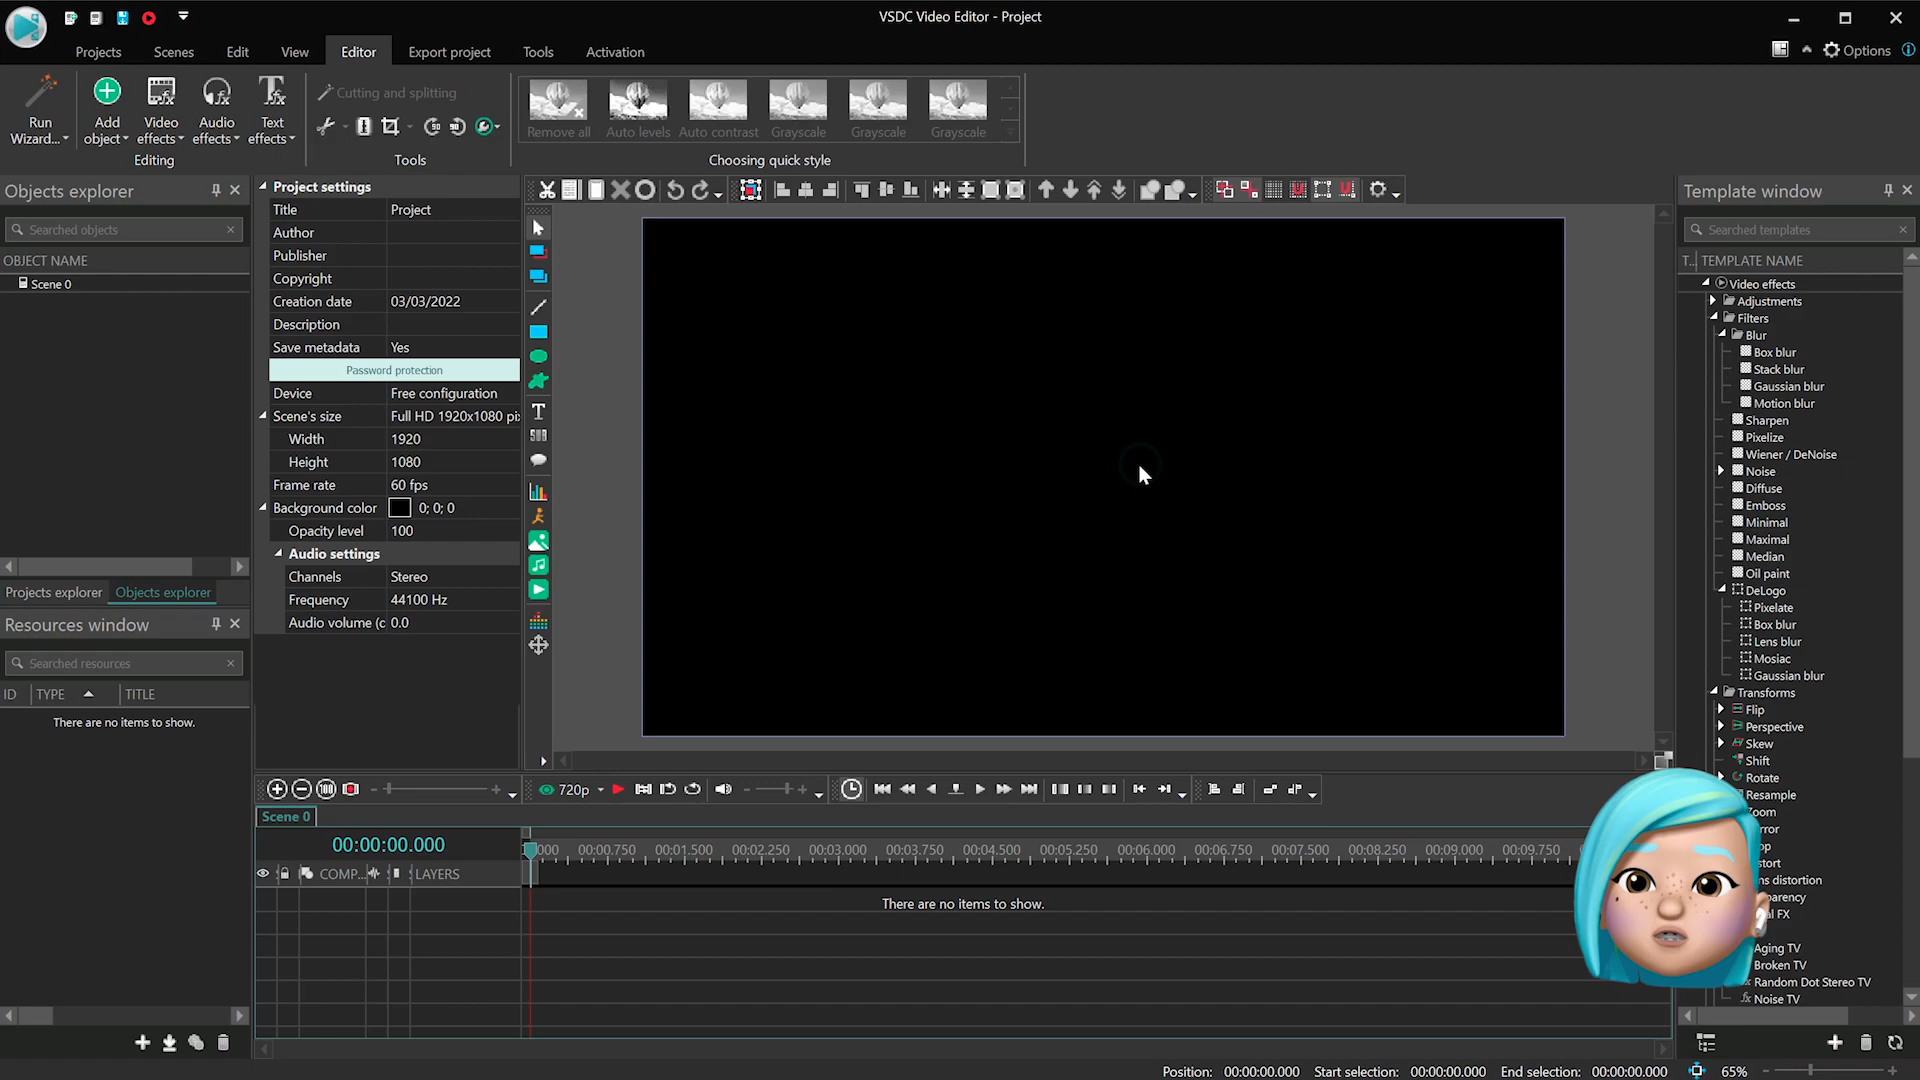 VSDC Video Editor - Project
Projects
Scenes
Edit
View
Editor
Export project
Tools
Activation
Options
Run
Wizard...
Add
object
Video
effects
Audio
effects
Text
effects
Editing
Cutting and splitting
Tools
Remove all
Auto levels
Auto contrast
Grayscale
Grayscale
Grayscale
Choosing quick style
Objects explorer
Searched objects
OBJECT NAME
Scene 0
Projects explorer
Objects explorer
Resources window
Searched resources
ID
TYPE
TITLE
There are no items to show.
Project settings
Title Project
Author
Publisher
Copyright
Creation date 03/03/2022
Description
Save metadata Yes
Password protection
Device Free configuration
Scene's size Full HD 1920x1080 pix
Width 1920
Height 1080
Frame rate 60 fps
Background color 0; 0; 0
Opacity level 100
Audio settings
Channels Stereo
Frequency 44100 Hz
Audio volume (c 0.0
720p
Scene 0
00:00:00.000
000 00:00.750 00:01.500 00:02.250 00:03.000 00:03.750 00:04.500 00:05.250 00:06.000 00:06.750 00:07.500 00:08.250 00:09.000 00:09.750
COMP...
LAYERS
There are no items to show.
Template window
Searched templates
T...
TEMPLATE NAME
Video effects
Adjustments
Filters
Blur
Box blur
Stack blur
Gaussian blur
Motion blur
Sharpen
Pixelize
Wiener / DeNoise
Noise
Diffuse
Emboss
Minimal
Maximal
Median
Oil paint
DeLogo
Pixelate
Box blur
Lens blur
Mosiac
Gaussian blur
Transforms
Flip
Perspective
Skew
Shift
Rotate
Resample
Zoom
irror
op
stort
ns distortion
parency
al FX
Aging TV
Broken TV
Random Dot Stereo TV
Noise TV
Position: 00:00:00.000 Start selection: 00:00:00.000 End selection: 00:00:00.000 65%